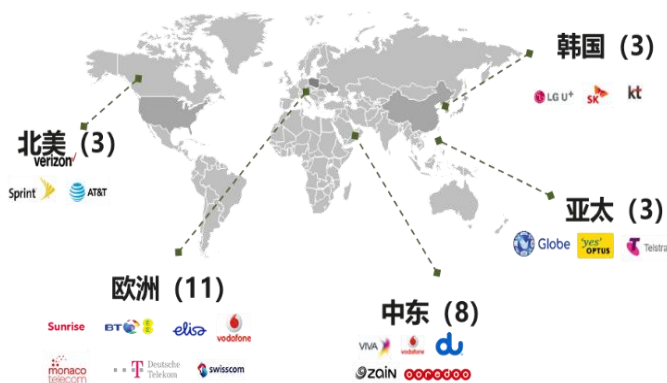 韩国（3）
LG U+ SK kt
北美（3）
verizon
Sprint AT&T
亚太（3）
Globe 'yes' OPTUS Telstra
欧洲（11）
Sunrise BT EE elisa vodafone
monaco telecom Deutsche Telekom swisscom
中东（8）
VIVA vodafone du
zain ooredoo